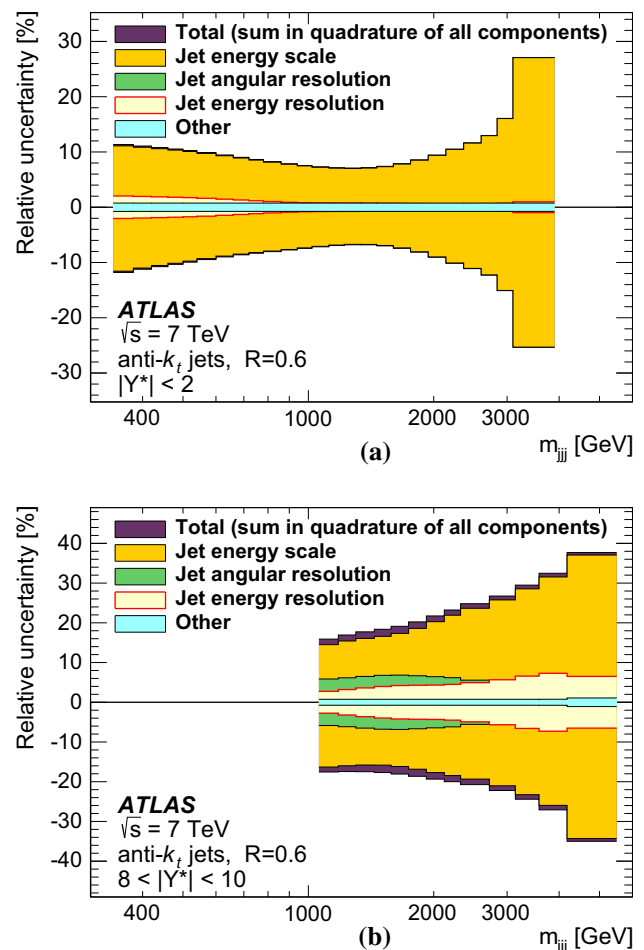 Relative uncertainty [%]
Total (sum in quadrature of all components)
Jet energy scale
Jet angular resolution
Jet energy resolution
Other
30
20
10
0
-10
-20
-30
ATLAS
√s = 7 TeV
anti-kt jets, R=0.6
|Y*| < 2
400 1000 2000 3000
mjjj [GeV]
(a)
Relative uncertainty [%]
Total (sum in quadrature of all components)
Jet energy scale
Jet angular resolution
Jet energy resolution
Other
40
30
20
10
0
-10
-20
-30
-40
ATLAS
√s = 7 TeV
anti-kt jets, R=0.6
8 < |Y*| < 10
400 1000 2000 3000
mjjj [GeV]
(b)